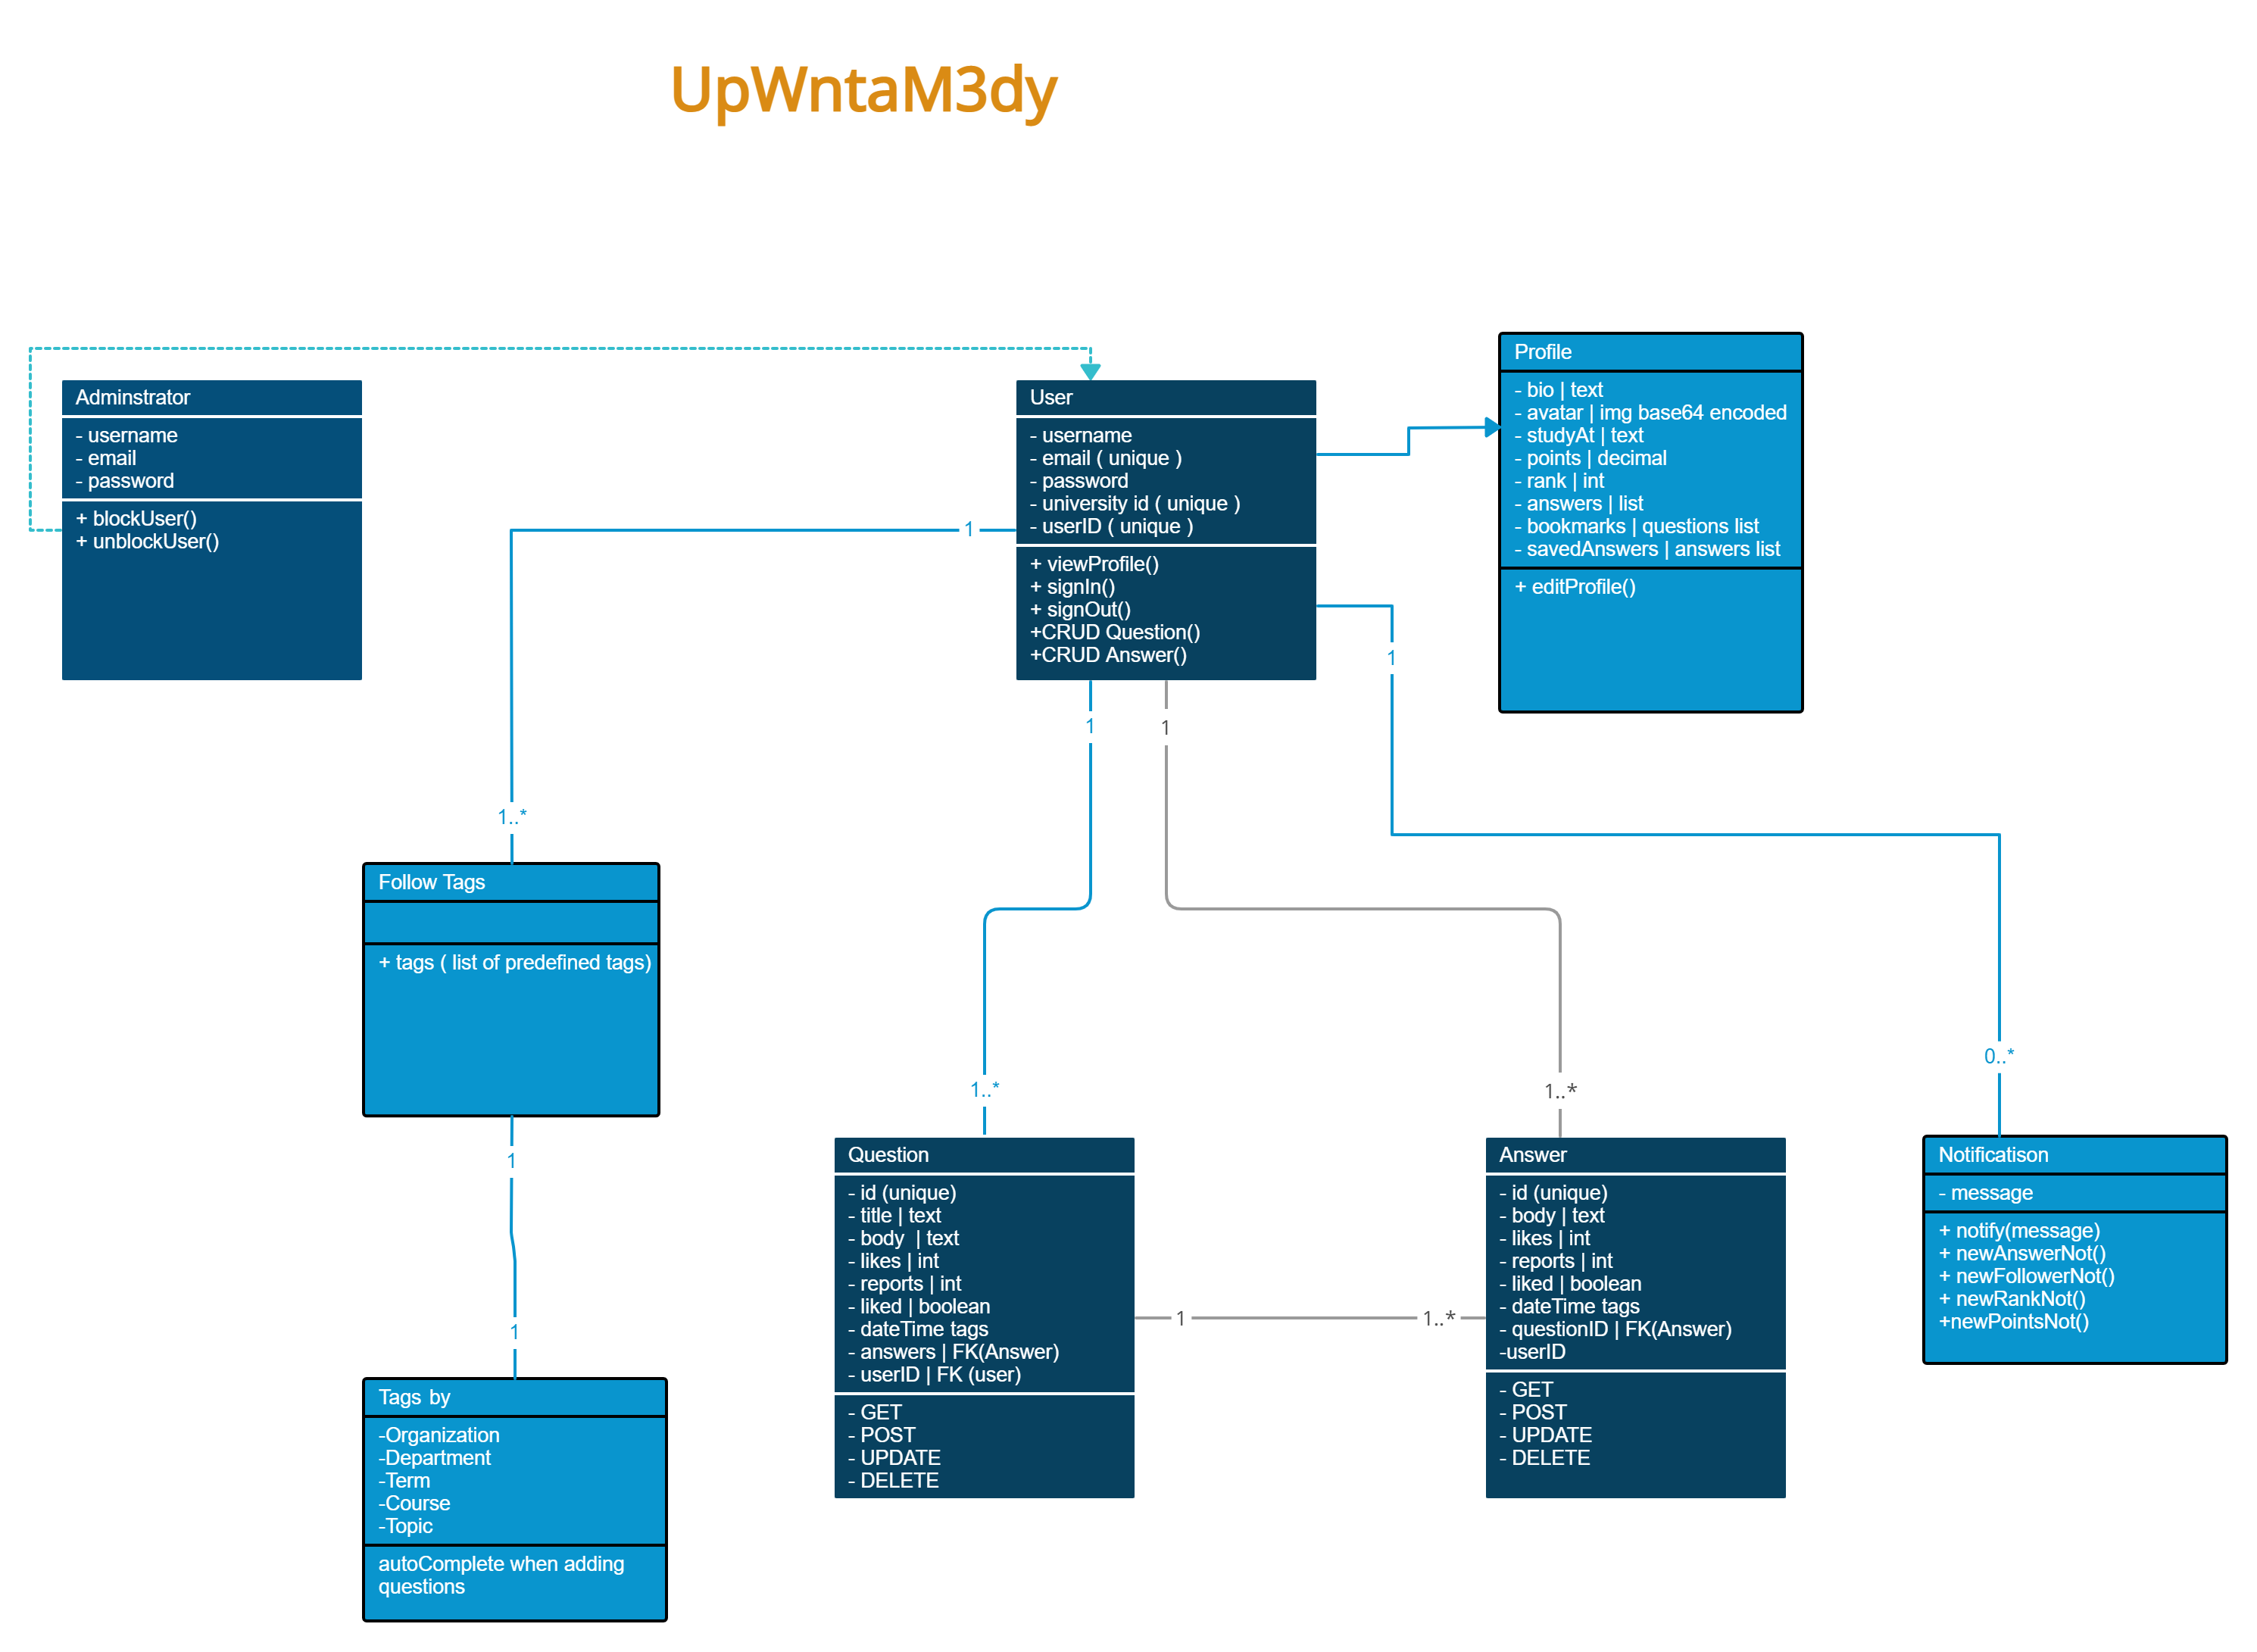 UpWntaM3dy
Adminstrator
- username
- email
- password
+ blockUser()
+ unblockUser()
User
- username
- email ( unique )
- password
- university id ( unique )
- userID ( unique )
+ viewProfile()
+ signIn()
+ signOut()
+CRUD Question()
+CRUD Answer()
Profile
- bio | text
- avatar | img base64 encoded
- studyAt | text
- points | decimal
- rank | int
- answers | list
- bookmarks | questions list
- savedAnswers | answers list
+ editProfile()
1
1
1
1
1..*
Follow Tags
+ tags ( list of predefined tags)
1
1
1..*
1..*
0..*
Question
- id (unique)
- title | text
- body  | text
- likes | int
- reports | int
- liked | boolean
- dateTime tags
- answers | FK(Answer)
- userID | FK (user)
- GET
- POST
- UPDATE
- DELETE
1
1..*
Answer
- id (unique)
- body | text
- likes | int
- reports | int
- liked | boolean
- dateTime tags
- questionID | FK(Answer)
-userID
- GET
- POST
- UPDATE
- DELETE
Notificatison
- message
+ notify(message)
+ newAnswerNot()
+ newFollowerNot()
+ newRankNot()
+newPointsNot()
Tags by
-Organization
-Department
-Term
-Course
-Topic
autoComplete when adding
questions